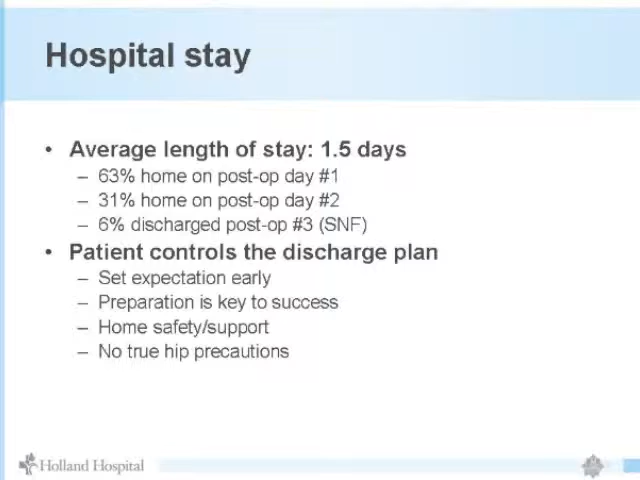 Hospital stay
• Average length of stay: 1.5 days
– 63% home on post-op day #1
– 31% home on post-op day #2
– 6% discharged post-op #3 (SNF)
• Patient controls the discharge plan
– Set expectation early
– Preparation is key to success
– Home safety/support
– No true hip precautions
Holland Hospital